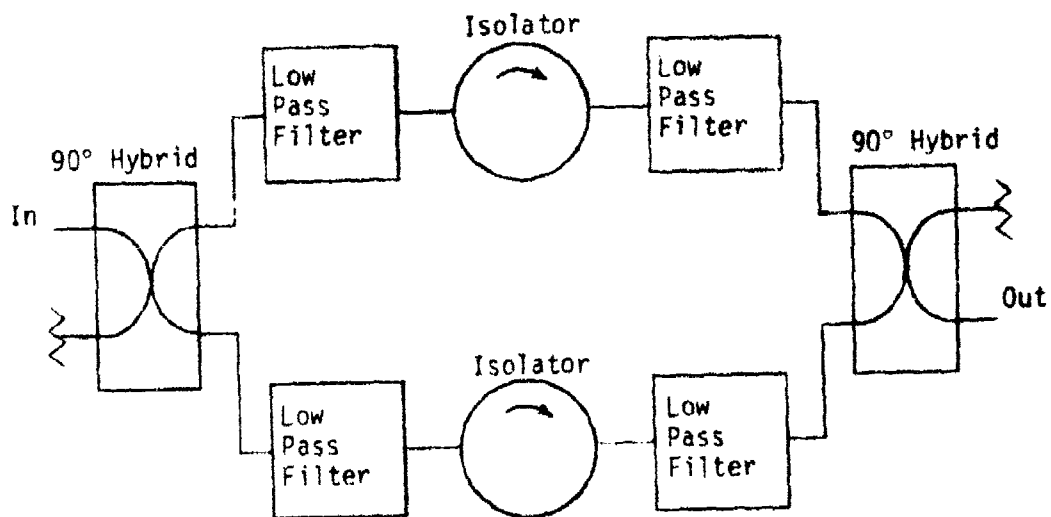 Isolator
Low
Pass
Filter
Low
Pass
Filter
90° Hybrid
90° Hybrid
In
Out
Isolator
Low
Pass
Filter
Low
Pass
Filter